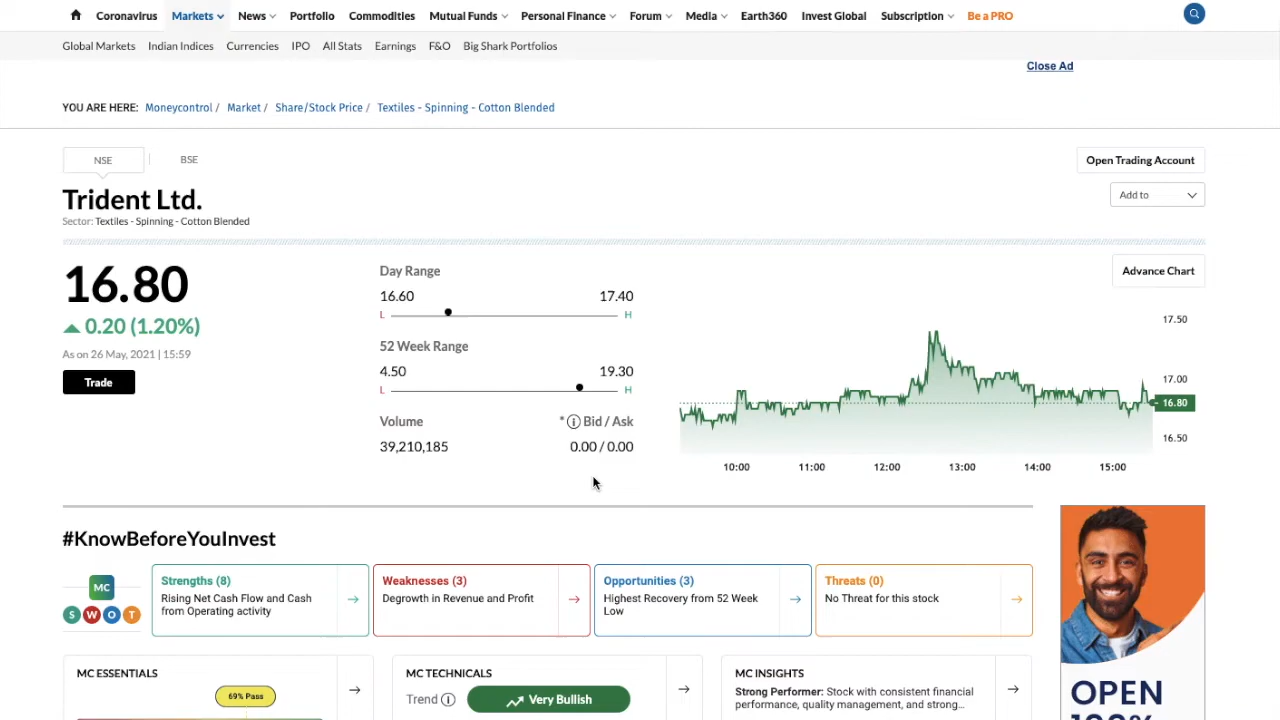 Coronavirus Markets News Portfolio Commodities Mutual Funds Personal Finance Forum Media Earth360 Invest Global Subscription Be a PRO
Global Markets Indian Indices Currencies IPO All Stats Earnings F&O Big Shark Portfolios
Close Ad
YOU ARE HERE: Moneycontrol / Market / Share/Stock Price / Textiles - Spinning - Cotton Blended
NSE BSE
Open Trading Account
Trident Ltd.
Add to
Sector: Textiles - Spinning - Cotton Blended
16.80
0.20 (1.20%)
As on 26 May, 2021 | 15:59
Trade
Day Range
16.60 17.40
L H
52 Week Range
4.50 19.30
L H
Volume * i Bid / Ask
39,210,185 0.00 / 0.00
Advance Chart
17.50
17.00
16.80
16.50
10:00 11:00 12:00 13:00 14:00 15:00
#KnowBeforeYouInvest
MC
S W O T
Strengths (8)
Rising Net Cash Flow and Cash
from Operating activity
Weaknesses (3)
Degrowth in Revenue and Profit
Opportunities (3)
Highest Recovery from 52 Week
Low
Threats (0)
No Threat for this stock
MC ESSENTIALS
69% Pass
MC TECHNICALS
Trend i Very Bullish
MC INSIGHTS
Strong Performer: Stock with consistent financial
performance, quality management, and strong...
OPEN
100%